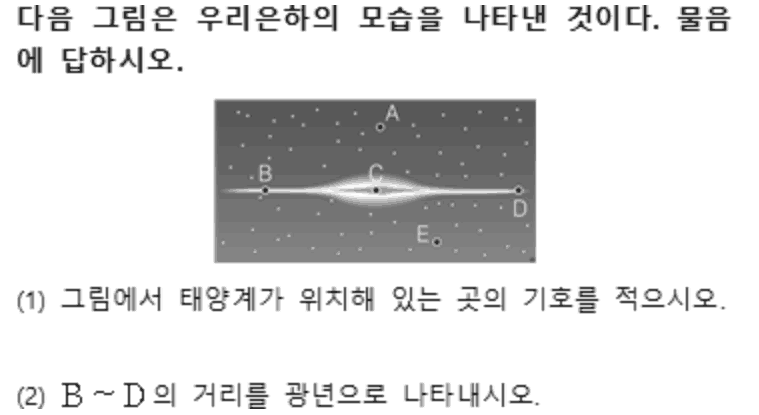 다음 그림은 우리은하의 모습을 나타낸 것이다. 물음
에 답하시오.
A
B
C
D
E
(1) 그림에서 태양계가 위치해 있는 곳의 기호를 적으시오.
(2) B ~ D의 거리를 광년으로 나타내시오.